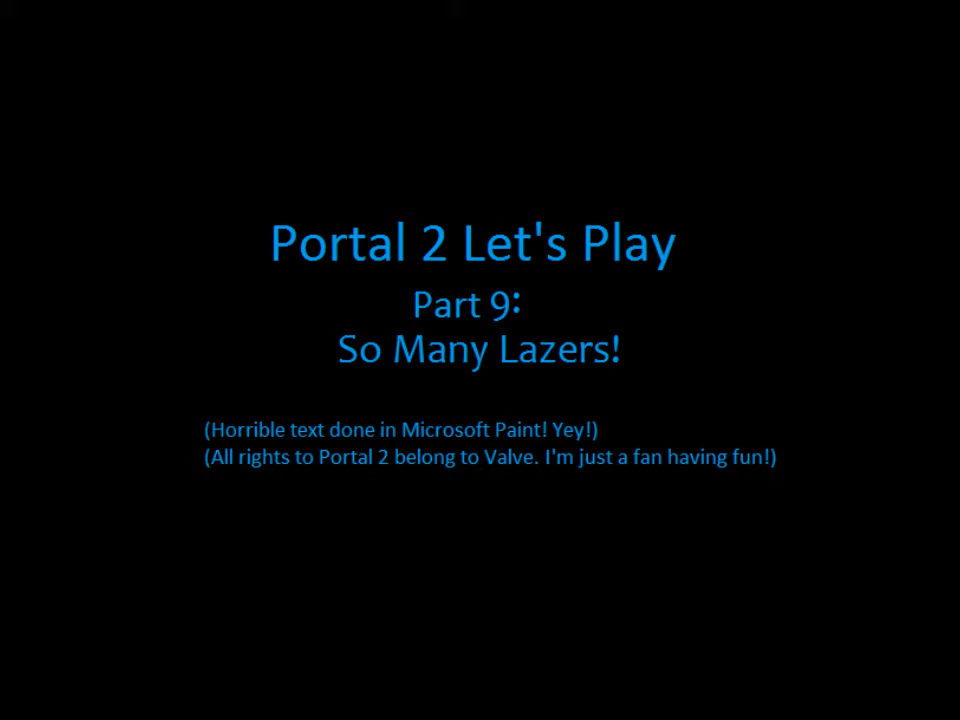 Portal 2 Let's Play
Part 9:
So Many Lazers!
(Horrible text done in Microsoft Paint! Yey!)
(All rights to Portal 2 belong to Valve. I'm just a fan having fun!)